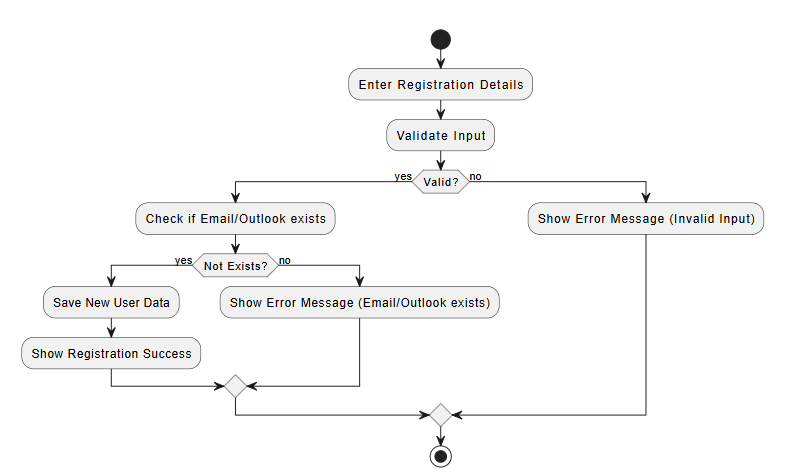 Enter Registration Details
Validate Input
yes
Valid?
no
Check if Email/Outlook exists
Show Error Message (Invalid Input)
yes
Not Exists?
no
Save New User Data
Show Error Message (Email/Outlook exists)
Show Registration Success